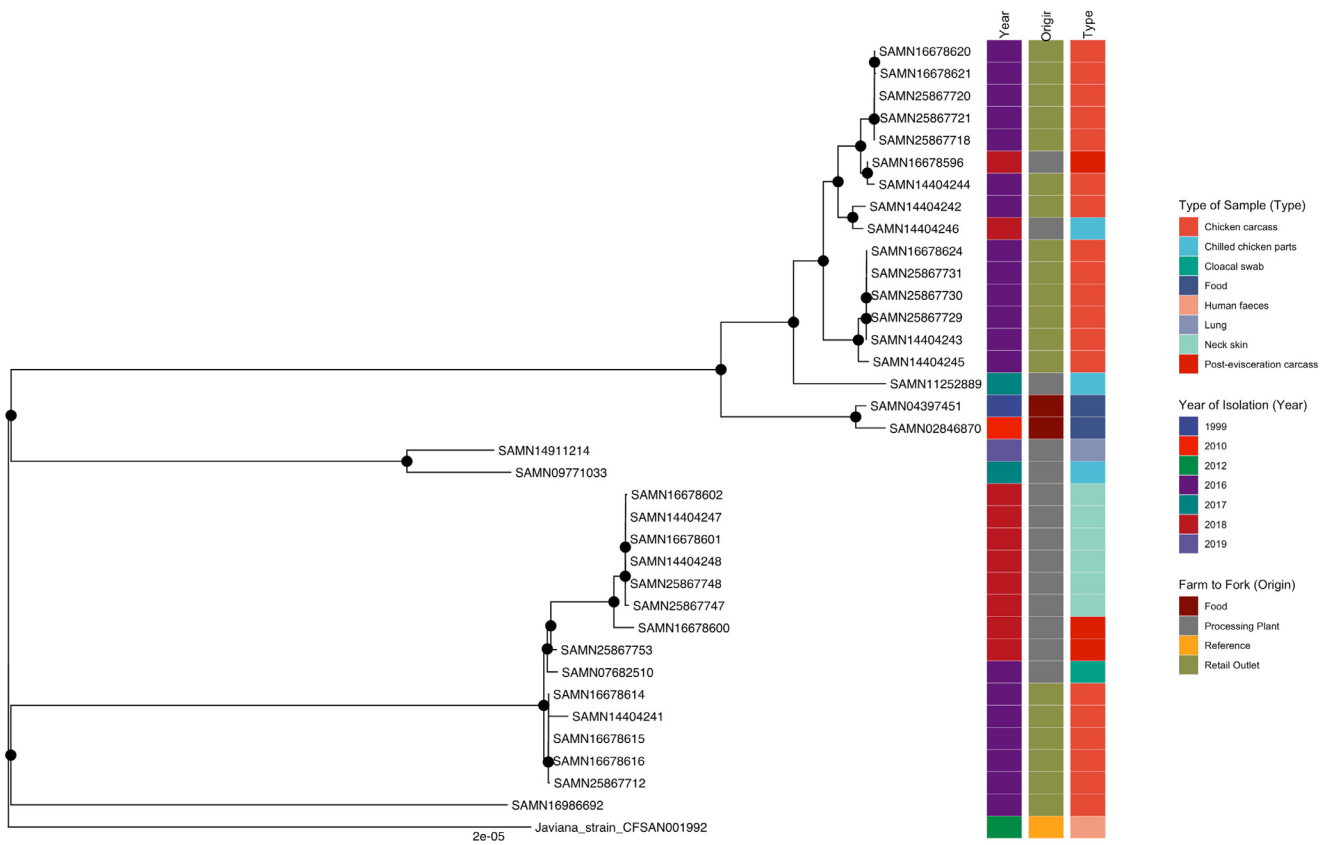 Year
Origir
Type
SAMN16678620
SAMN16678621
SAMN25867720
SAMN25867721
SAMN25867718
SAMN16678596
SAMN14404244
SAMN14404242
SAMN14404246
SAMN16678624
SAMN25867731
SAMN25867730
SAMN25867729
SAMN14404243
SAMN14404245
SAMN11252889
SAMN04397451
SAMN02846870
SAMN14911214
SAMN09771033
SAMN16678602
SAMN14404247
SAMN16678601
SAMN14404248
SAMN25867748
SAMN25867747
SAMN16678600
SAMN25867753
SAMN07682510
SAMN16678614
SAMN14404241
SAMN16678615
SAMN16678616
SAMN25867712
SAMN16986692
Javiana_strain_CFSAN001992
2e-05
Type of Sample (Type)
Chicken carcass
Chilled chicken parts
Cloacal swab
Food
Human faeces
Lung
Neck skin
Post-evisceration carcass
Year of Isolation (Year)
1999
2010
2012
2016
2017
2018
2019
Farm to Fork (Origin)
Food
Processing Plant
Reference
Retail Outlet